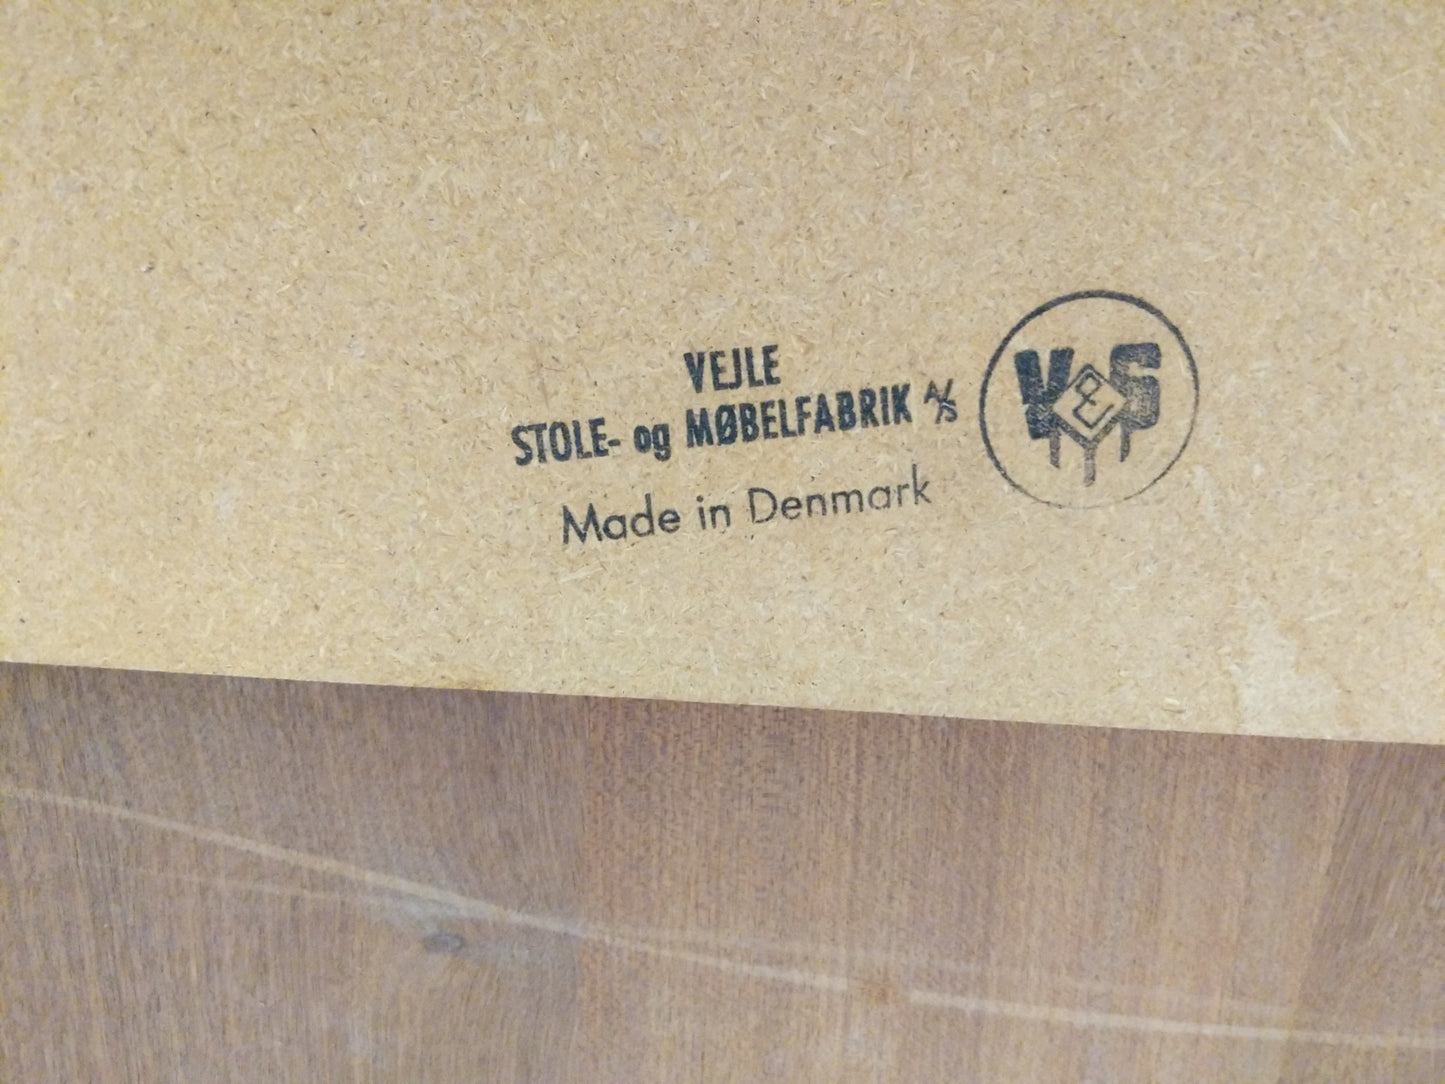 VEJLE
STOLE- og MØBELFABRIK A/S
Made in Denmark
V&S